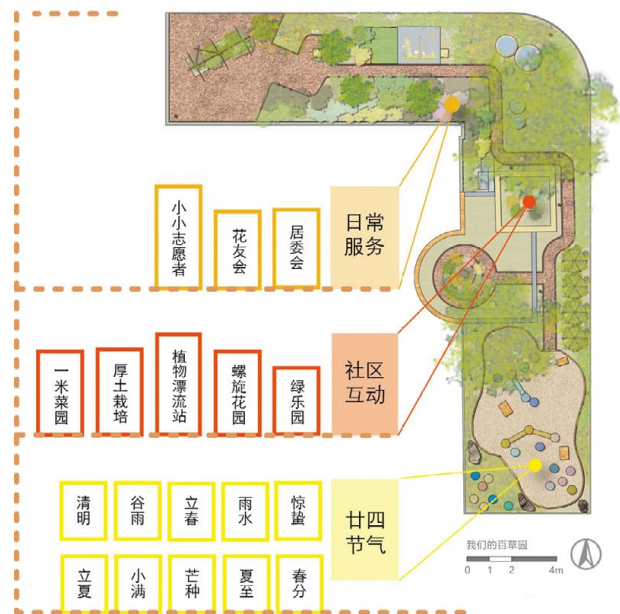 小小志愿者
花友会
居委会
日常
服务
一米菜园
厚土栽培
植物漂流站
螺旋花园
绿乐园
社区
互动
清明
谷雨
立春
雨水
惊蛰
立夏
小满
芒种
夏至
春分
廿四
节气
我们的百草园
0 1 2 4m